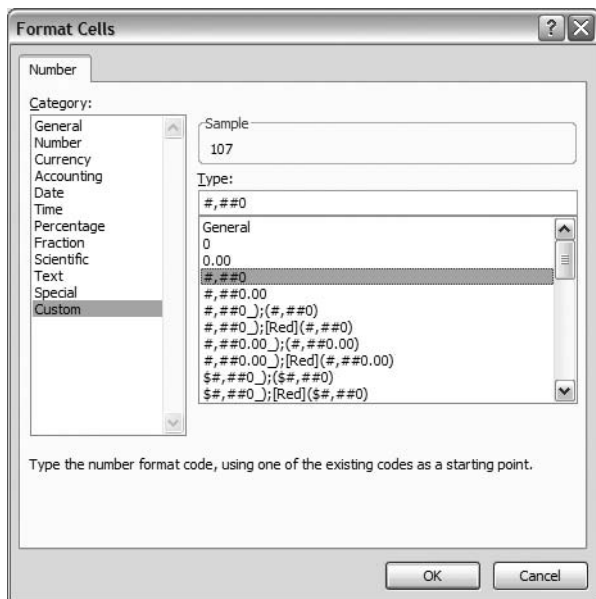 Format Cells
Number
Category:
General
Number
Currency
Accounting
Date
Time
Percentage
Fraction
Scientific
Text
Special
Custom
Sample
107
Type:
#,##0
General
0
0.00
#,##0
#,##0.00
#,##0_);(#,##0)
#,##0_);[Red](#,##0)
#,##0.00_);(#,##0.00)
#,##0.00_);[Red](#,##0.00)
$#,##0_);($#,##0)
$#,##0_);[Red]($#,##0)
Type the number format code, using one of the existing codes as a starting point.
OK
Cancel